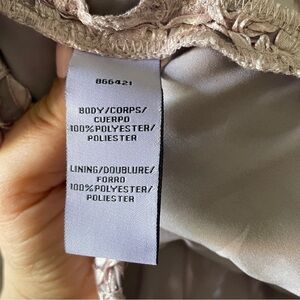 866421
BODY/CORPS/
CUERPO
100%POLYESTER/
POLIESTER
LINING/DOUBLURE/
FORRO
100%POLYESTER/
POLIESTER